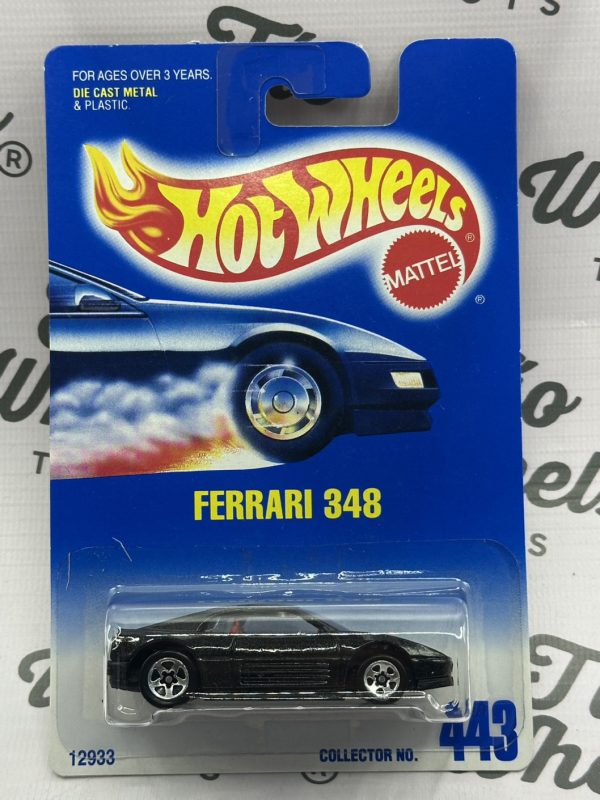 FOR AGES OVER 3 YEARS.
DIE CAST METAL
& PLASTIC.
HOT WHEELS
®
MATTEL
®
FERRARI 348
12933
COLLECTOR NO.
443